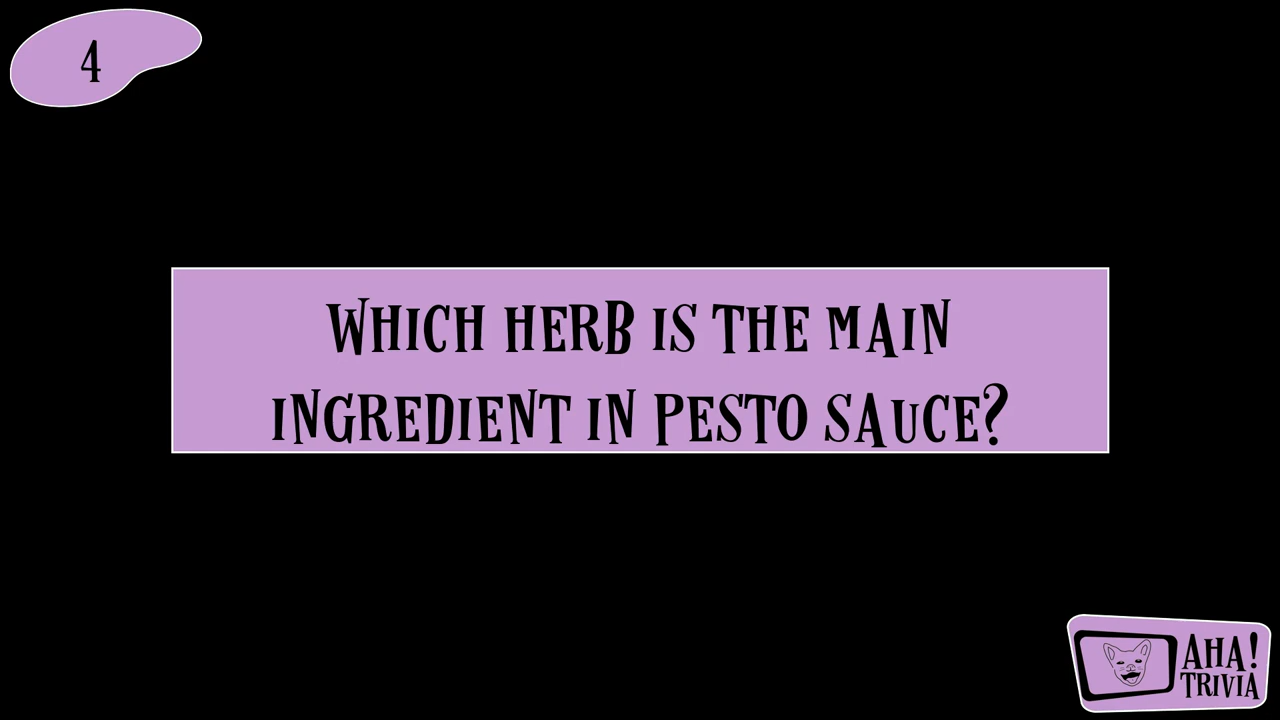 4
WHICH HERB IS THE MAIN
INGREDIENT IN PESTO SAUCE?
AHA!
TRIVIA